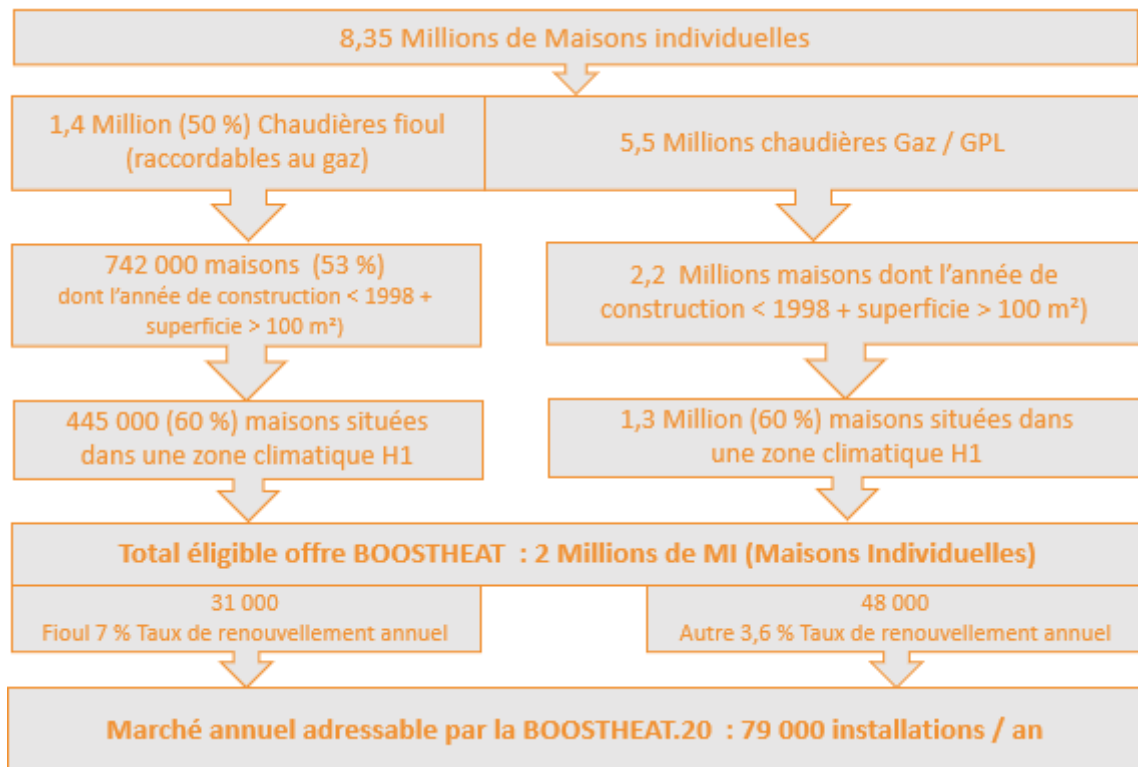 8,35 Millions de Maisons individuelles
1,4 Million (50 %) Chaudières fioul
(raccordables au gaz)
5,5 Millions chaudières Gaz / GPL
742 000 maisons (53 %)
dont l’année de construction < 1998 +
superficie > 100 m²)
2,2 Millions maisons dont l’année de
construction < 1998 + superficie > 100 m²)
445 000 (60 %) maisons situées
dans une zone climatique H1
1,3 Million (60 %) maisons situées dans
une zone climatique H1
Total éligible offre BOOSTHEAT : 2 Millions de MI (Maisons Individuelles)
31 000
Fioul 7 % Taux de renouvellement annuel
48 000
Autre 3,6 % Taux de renouvellement annuel
Marché annuel adressable par la BOOSTHEAT.20 : 79 000 installations / an